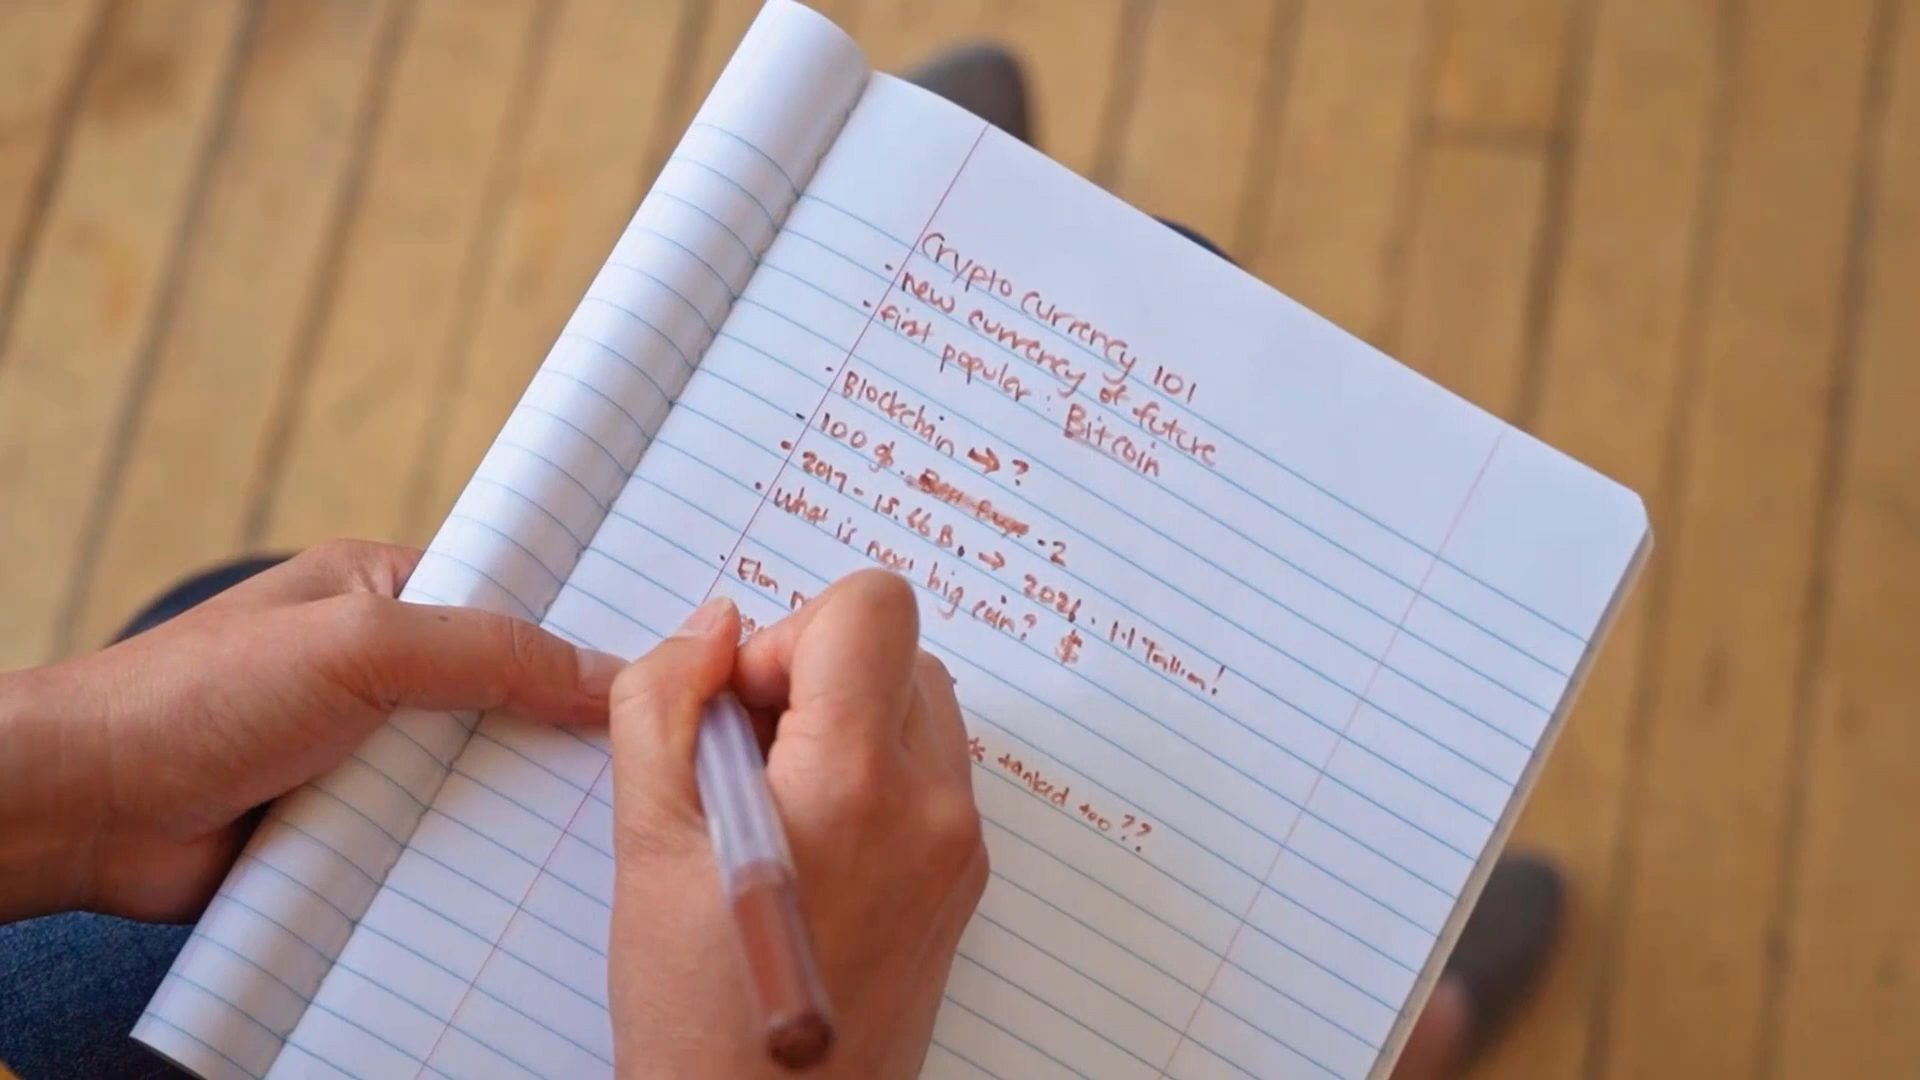 Crypto currency 101
• new currency of future
• first populer : Bitcoin
• Blockchain → ?
• 100 $.
• 2
• 2017 - 15.66 B. → 2021 . 1.1 Trillion!
• What is next big coin? $
• Elon
tanked too ??